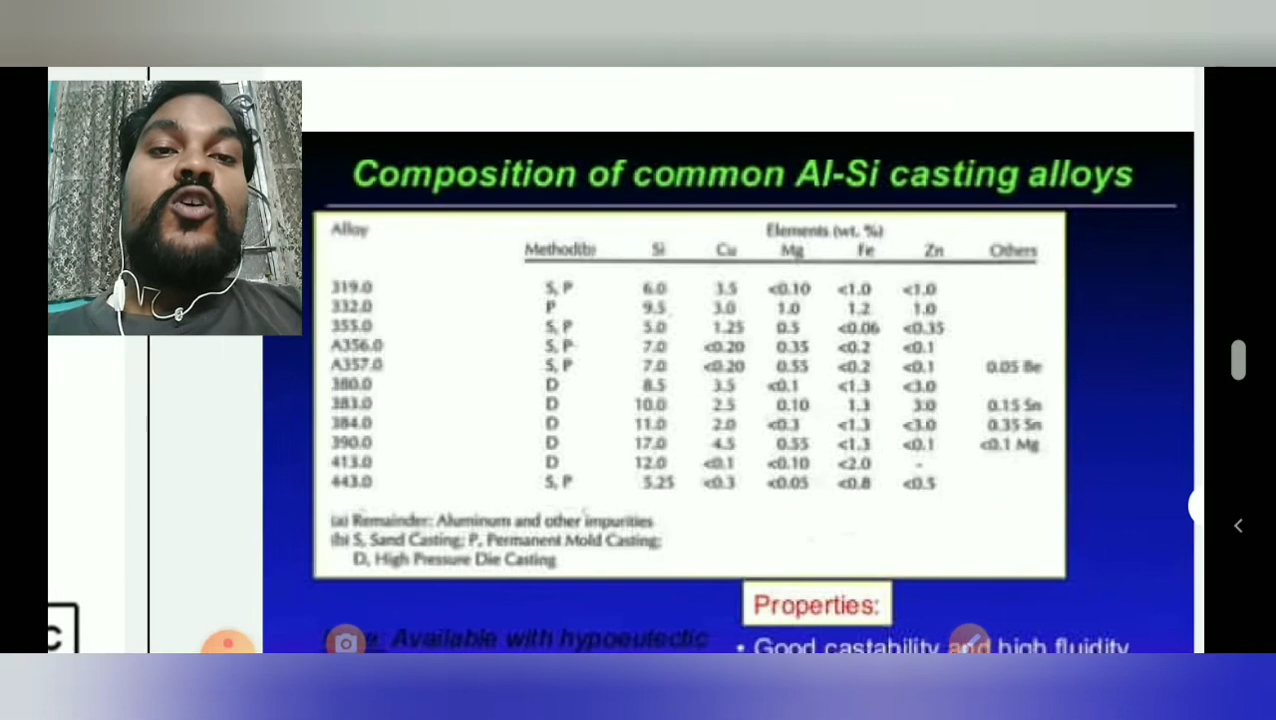 Composition of common Al-Si casting alloys
Alloy Elements (wt. %)
Method(b) Si Cu Mg Fe Zn Others
319.0 S, P 6.0 3.5 <0.10 <1.0 <1.0
332.0 P 9.5 3.0 1.0 1.2 1.0
355.0 S, P 5.0 1.25 0.5 <0.06 <0.35
A356.0 S, P 7.0 <0.20 0.35 <0.2 <0.1
A357.0 S, P 7.0 <0.20 0.55 <0.2 <0.1 0.05 Be
380.0 D 8.5 3.5 <0.1 <1.3 <3.0
383.0 D 10.0 2.5 0.10 1.3 3.0 0.15 Sn
384.0 D 11.0 2.0 <0.3 <1.3 <3.0 0.35 Sn
390.0 D 17.0 4.5 0.55 <1.3 <0.1 <0.1 Mg
413.0 D 12.0 <0.1 <0.10 <2.0 -
443.0 S, P 5.25 <0.3 <0.05 <0.8 <0.5
(a) Remainder: Aluminum and other impurities
(b) S, Sand Casting; P, Permanent Mold Casting;
D, High Pressure Die Casting
Properties:
: Available with hypoeutectic
• Good castability and high fluidity
C